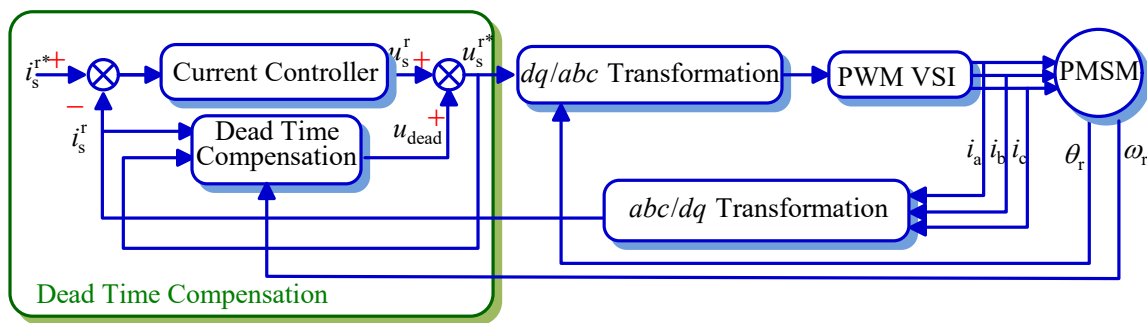 i_s^{r*} +
−
i_s^r
Current Controller
u_s^r +
u_s^{r*}
+
u_dead
Dead Time
Compensation
dq/abc Transformation
PWM VSI
PMSM
i_a i_b i_c θ_r ω_r
abc/dq Transformation
Dead Time Compensation